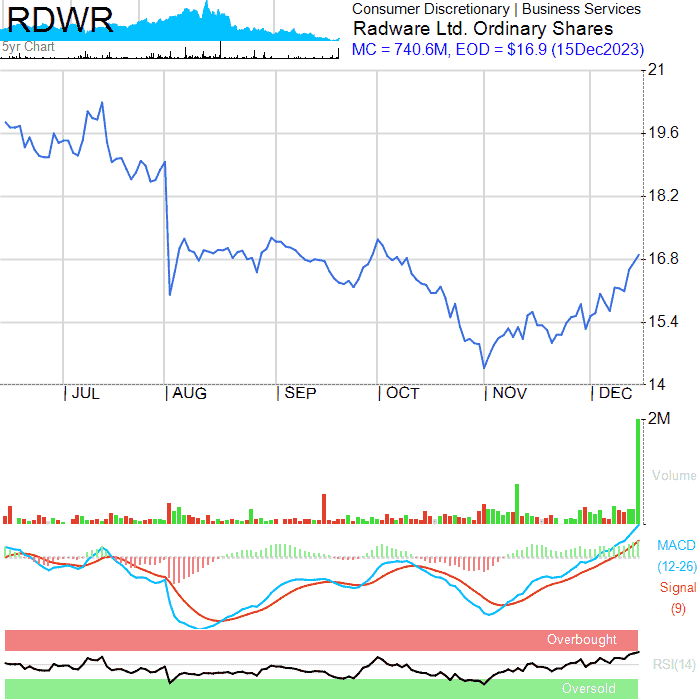 RDWR
5yr Chart
Consumer Discretionary | Business Services
Radware Ltd. Ordinary Shares
MC = 740.6M, EOD = $16.9 (15Dec2023)
21
19.6
18.2
16.8
15.4
14
| JUL | AUG | SEP | OCT | NOV | DEC
2M
Volume
MACD
(12-26)
Signal
(9)
Overbought
RSI(14)
Oversold